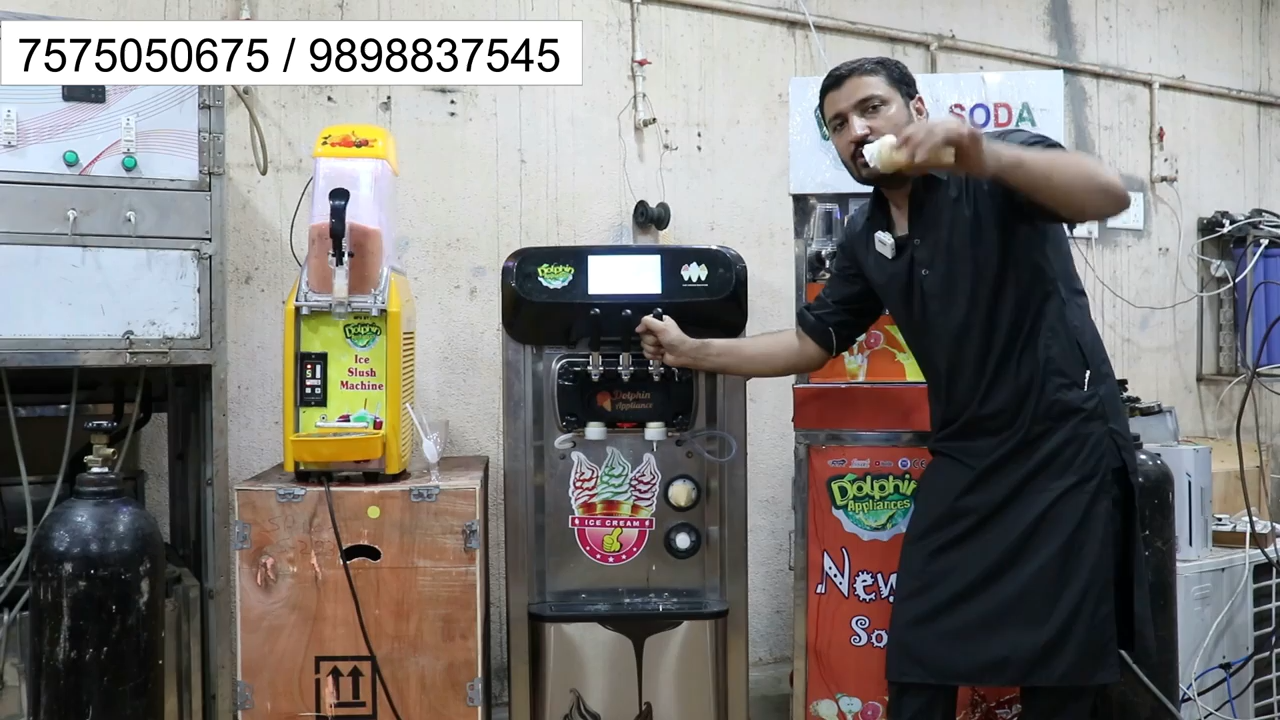 7575050675 / 9898837545
SODA
Dolphin
Dolphin
Ice
Slush
Machine
Dolphin
Appliance
ICE CREAM
Dolphin
Appliances
New
So